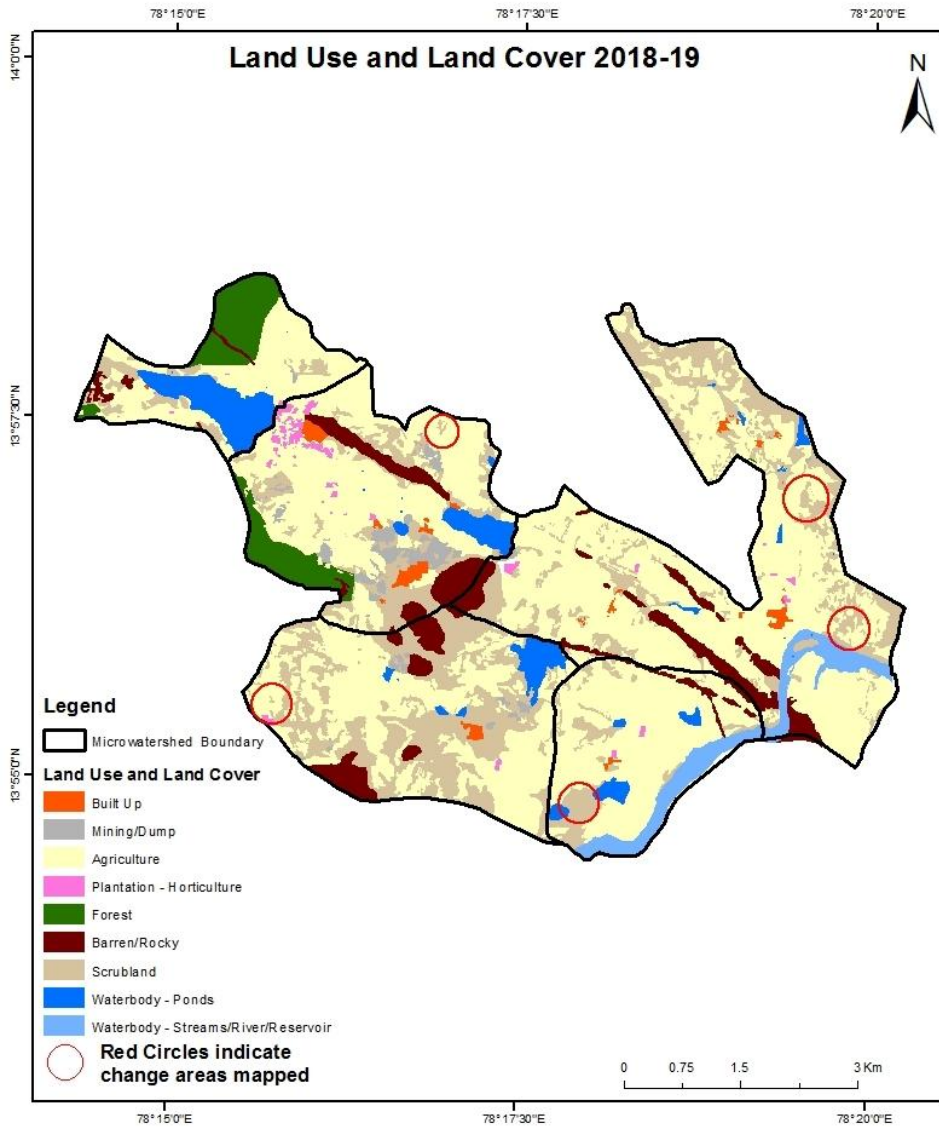 78°15'0"E
78°17'30"E
78°20'0"E
14°0'0"N
Land Use and Land Cover 2018-19
N
13°57'30"N
Legend
Microwatershed Boundary
13°55'0"N
Land Use and Land Cover
Built Up
Mining/Dump
Agriculture
Plantation - Horticulture
Forest
Barren/Rocky
Scrubland
Waterbody - Ponds
Waterbody - Streams/River/Reservoir
Red Circles indicate
change areas mapped
0 0.75 1.5 3 Km
78°15'0"E
78°17'30"E
78°20'0"E